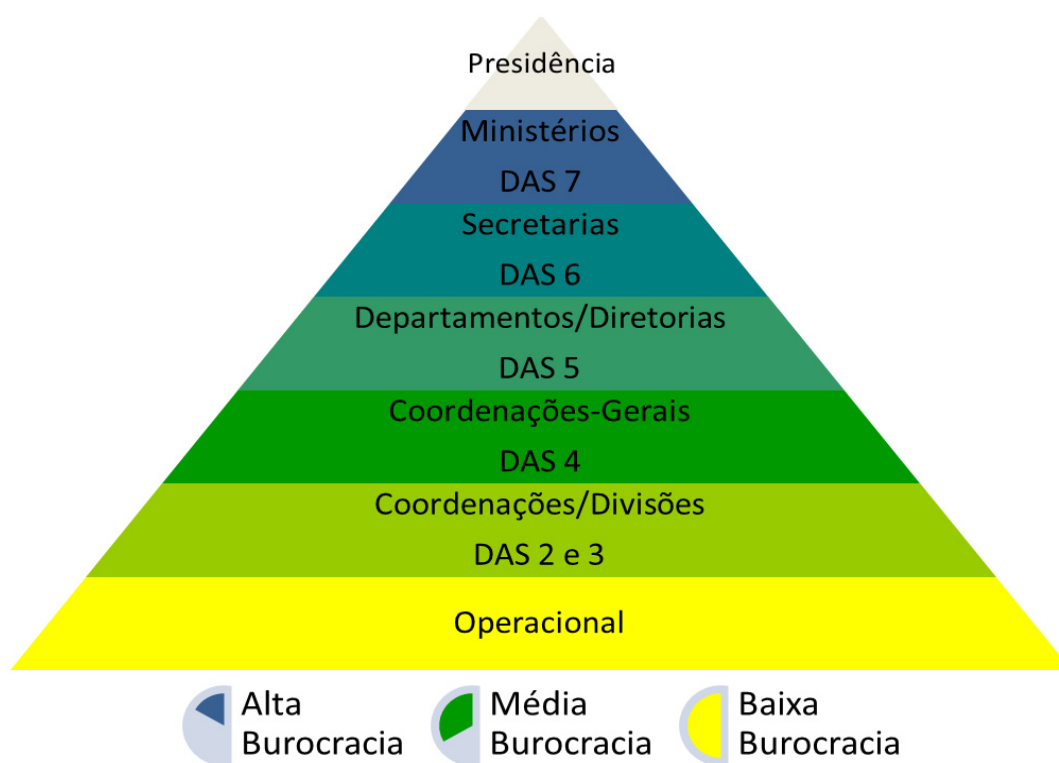 Presidência
Ministérios
DAS 7
Secretarias
DAS 6
Departamentos/Diretorias
DAS 5
Coordenações-Gerais
DAS 4
Coordenações/Divisões
DAS 2 e 3
Operacional
Alta
Burocracia
Média
Burocracia
Baixa
Burocracia